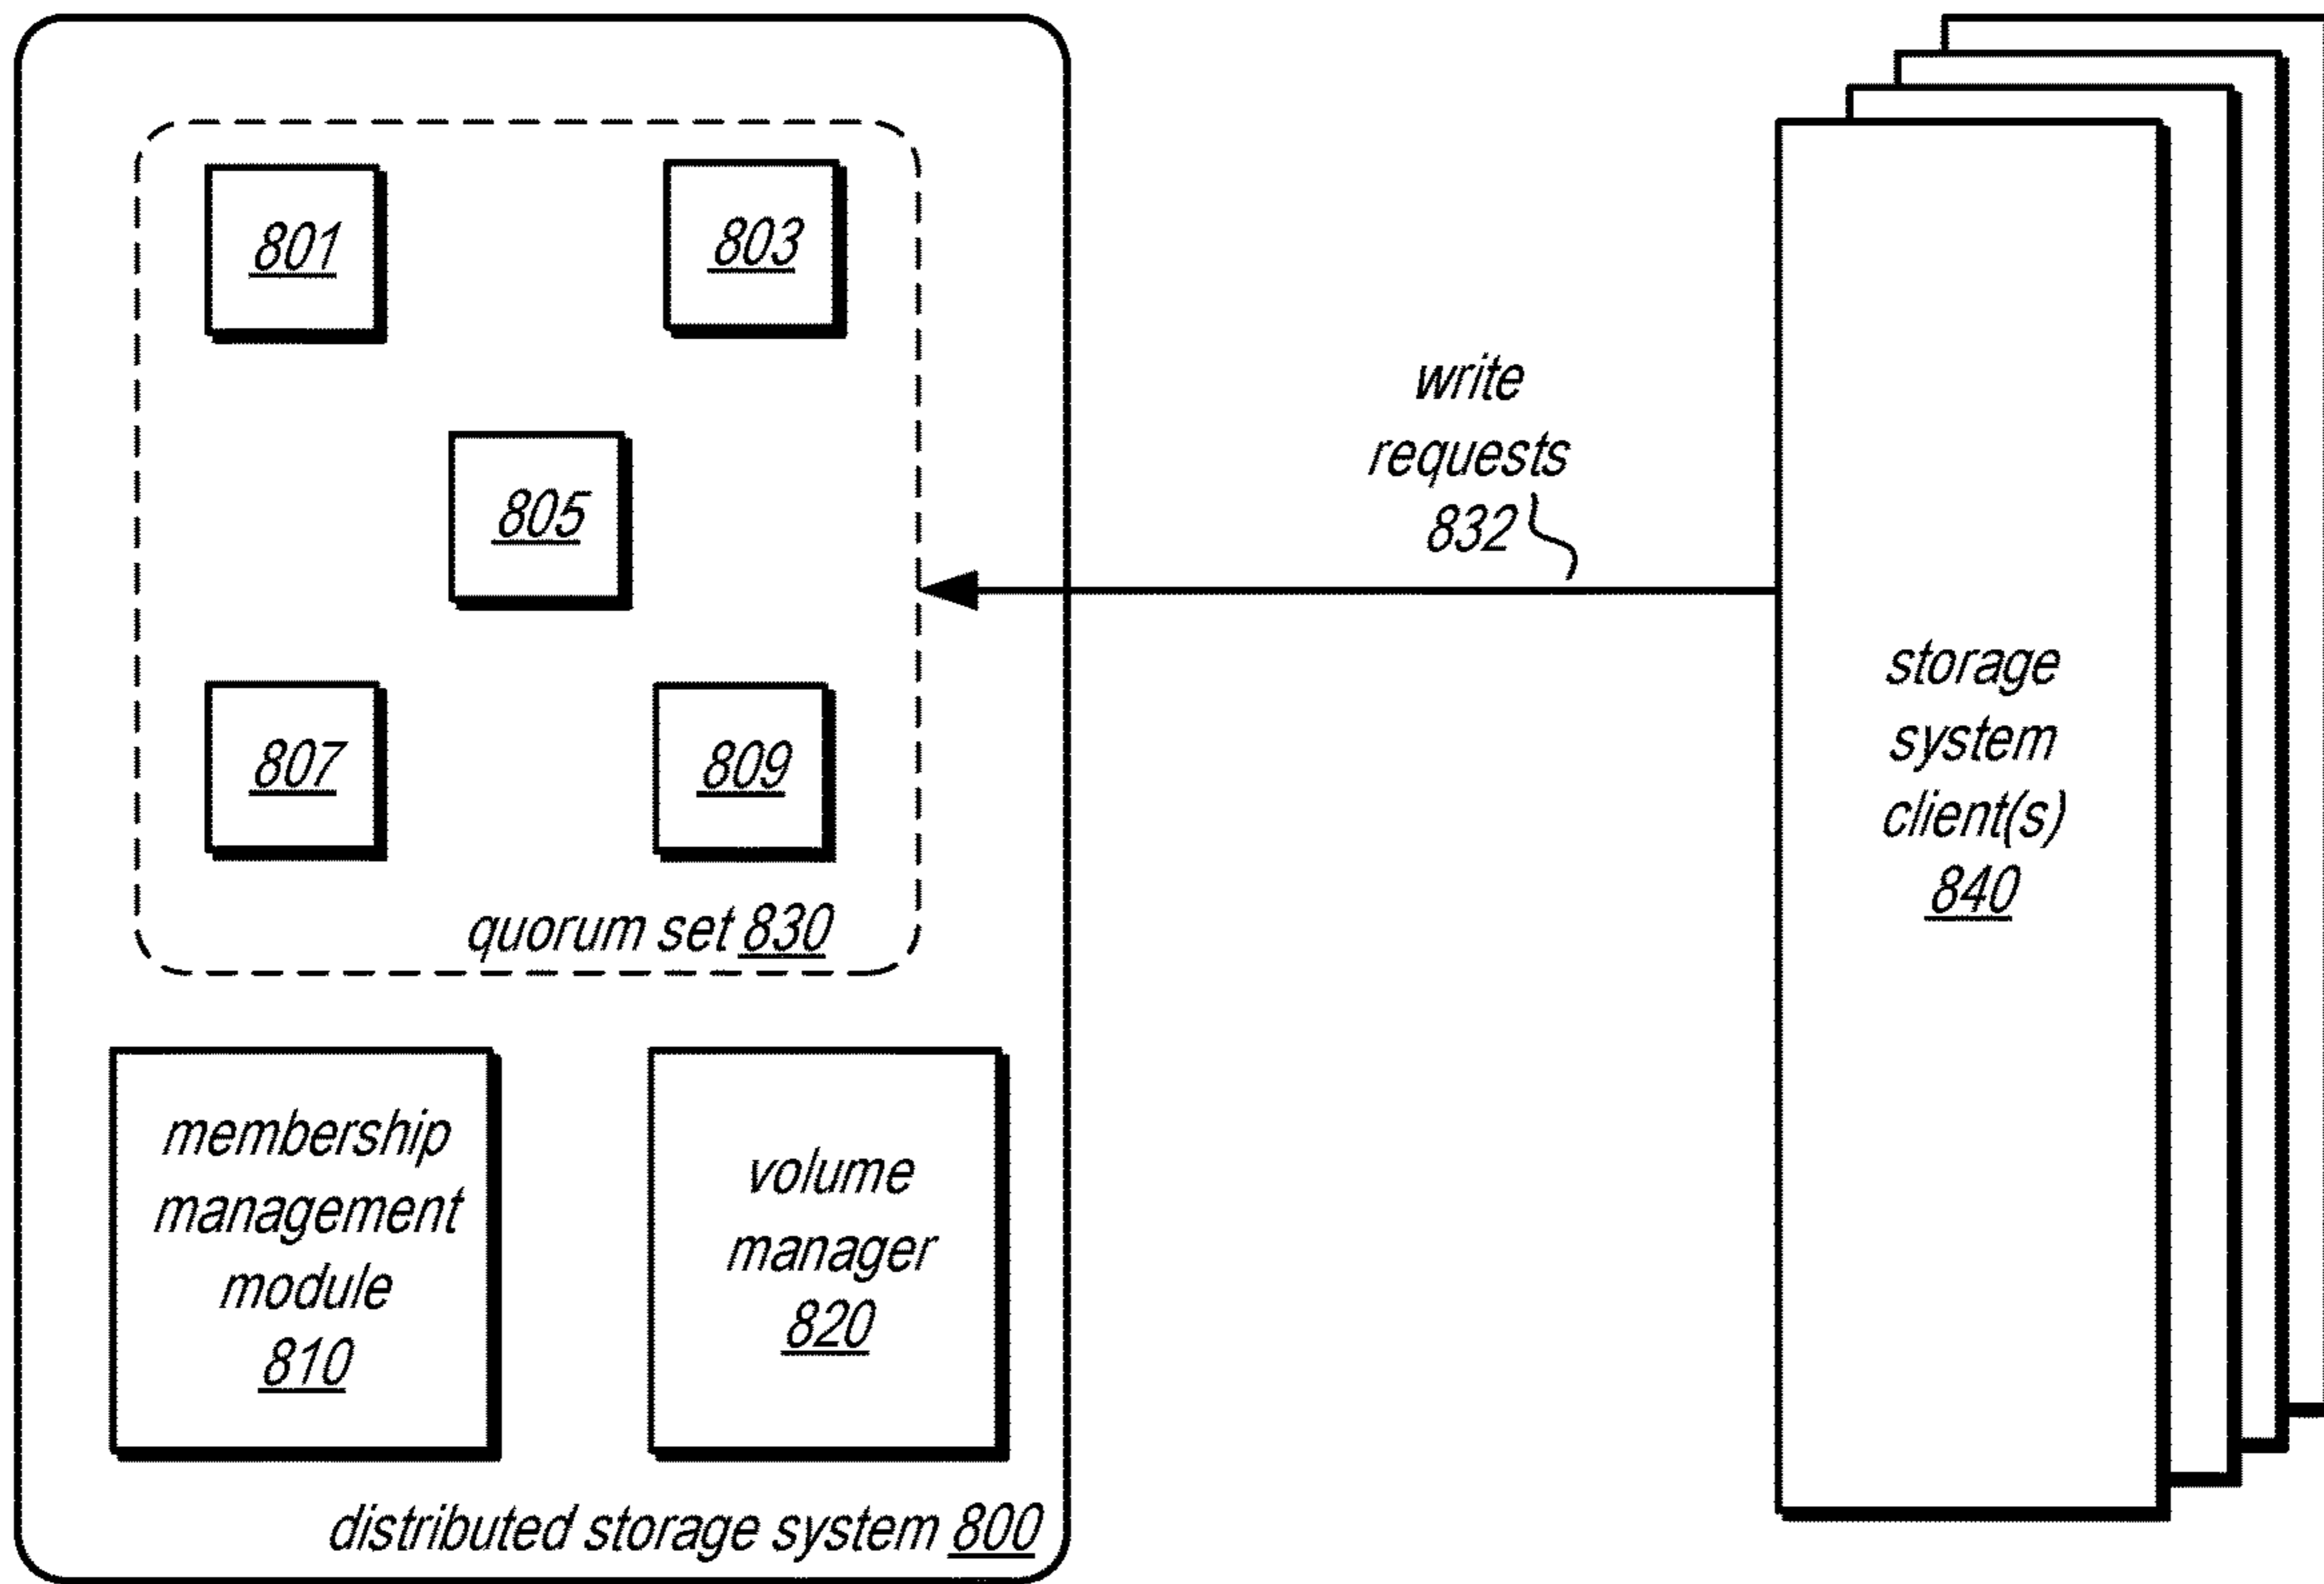 801
803
805
807
809
quorum set 830
membership
management
module
810
volume
manager
820
distributed storage system 800
write
requests
832
storage
system
client(s)
840